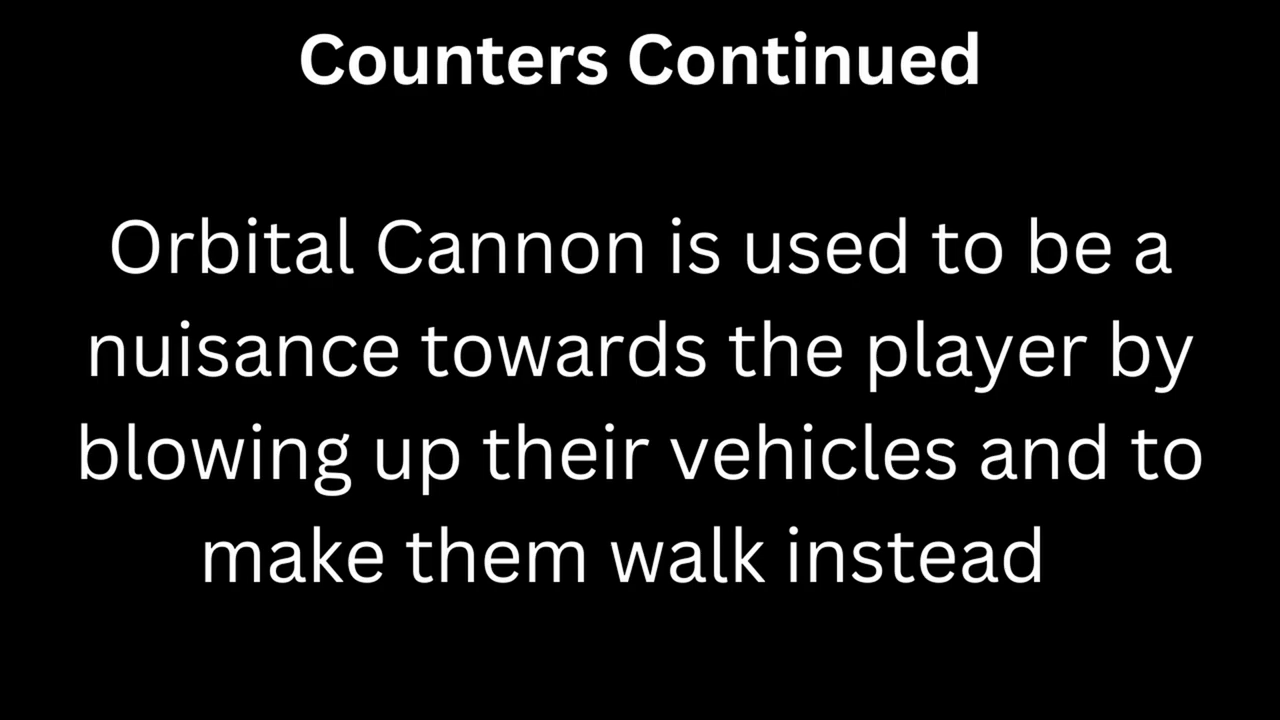 Counters Continued
Orbital Cannon is used to be a
nuisance towards the player by
blowing up their vehicles and to
make them walk instead